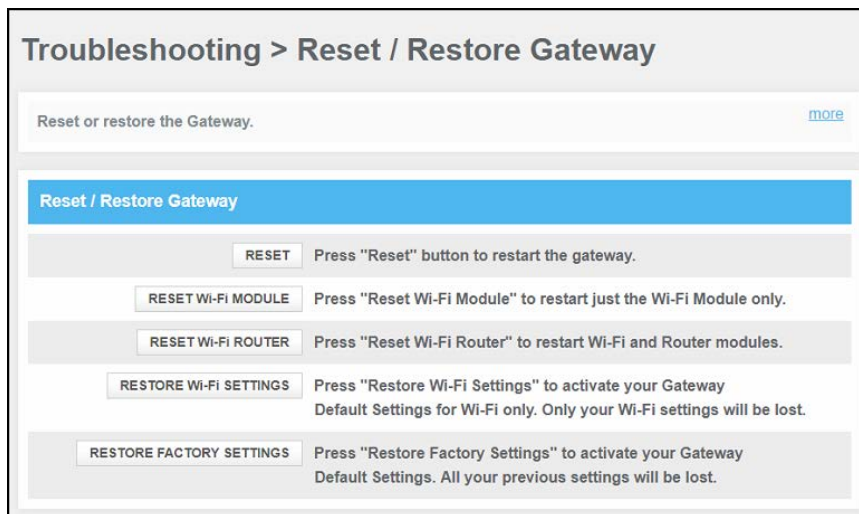 Troubleshooting > Reset / Restore Gateway
Reset or restore the Gateway.
more
Reset / Restore Gateway
RESET Press "Reset" button to restart the gateway.
RESET Wi-Fi MODULE Press "Reset Wi-Fi Module" to restart just the Wi-Fi Module only.
RESET Wi-Fi ROUTER Press "Reset Wi-Fi Router" to restart Wi-Fi and Router modules.
RESTORE Wi-Fi SETTINGS Press "Restore Wi-Fi Settings" to activate your Gateway
Default Settings for Wi-Fi only. Only your Wi-Fi settings will be lost.
RESTORE FACTORY SETTINGS Press "Restore Factory Settings" to activate your Gateway
Default Settings. All your previous settings will be lost.